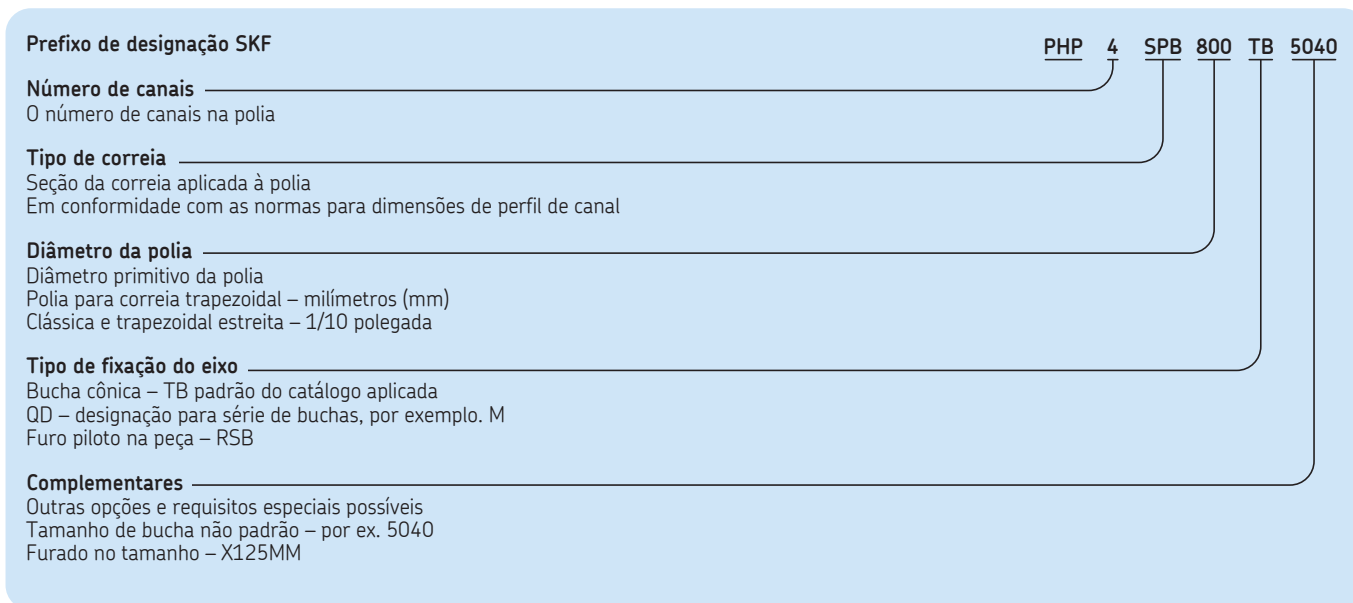 Prefixo de designação SKF PHP 4 SPB 800 TB 5040
Número de canais
O número de canais na polia
Tipo de correia
Seção da correia aplicada à polia
Em conformidade com as normas para dimensões de perfil de canal
Diâmetro da polia
Diâmetro primitivo da polia
Polia para correia trapezoidal – milímetros (mm)
Clássica e trapezoidal estreita – 1/10 polegada
Tipo de fixação do eixo
Bucha cônica – TB padrão do catálogo aplicada
QD – designação para série de buchas, por exemplo. M
Furo piloto na peça – RSB
Complementares
Outras opções e requisitos especiais possíveis
Tamanho de bucha não padrão – por ex. 5040
Furado no tamanho – X125MM